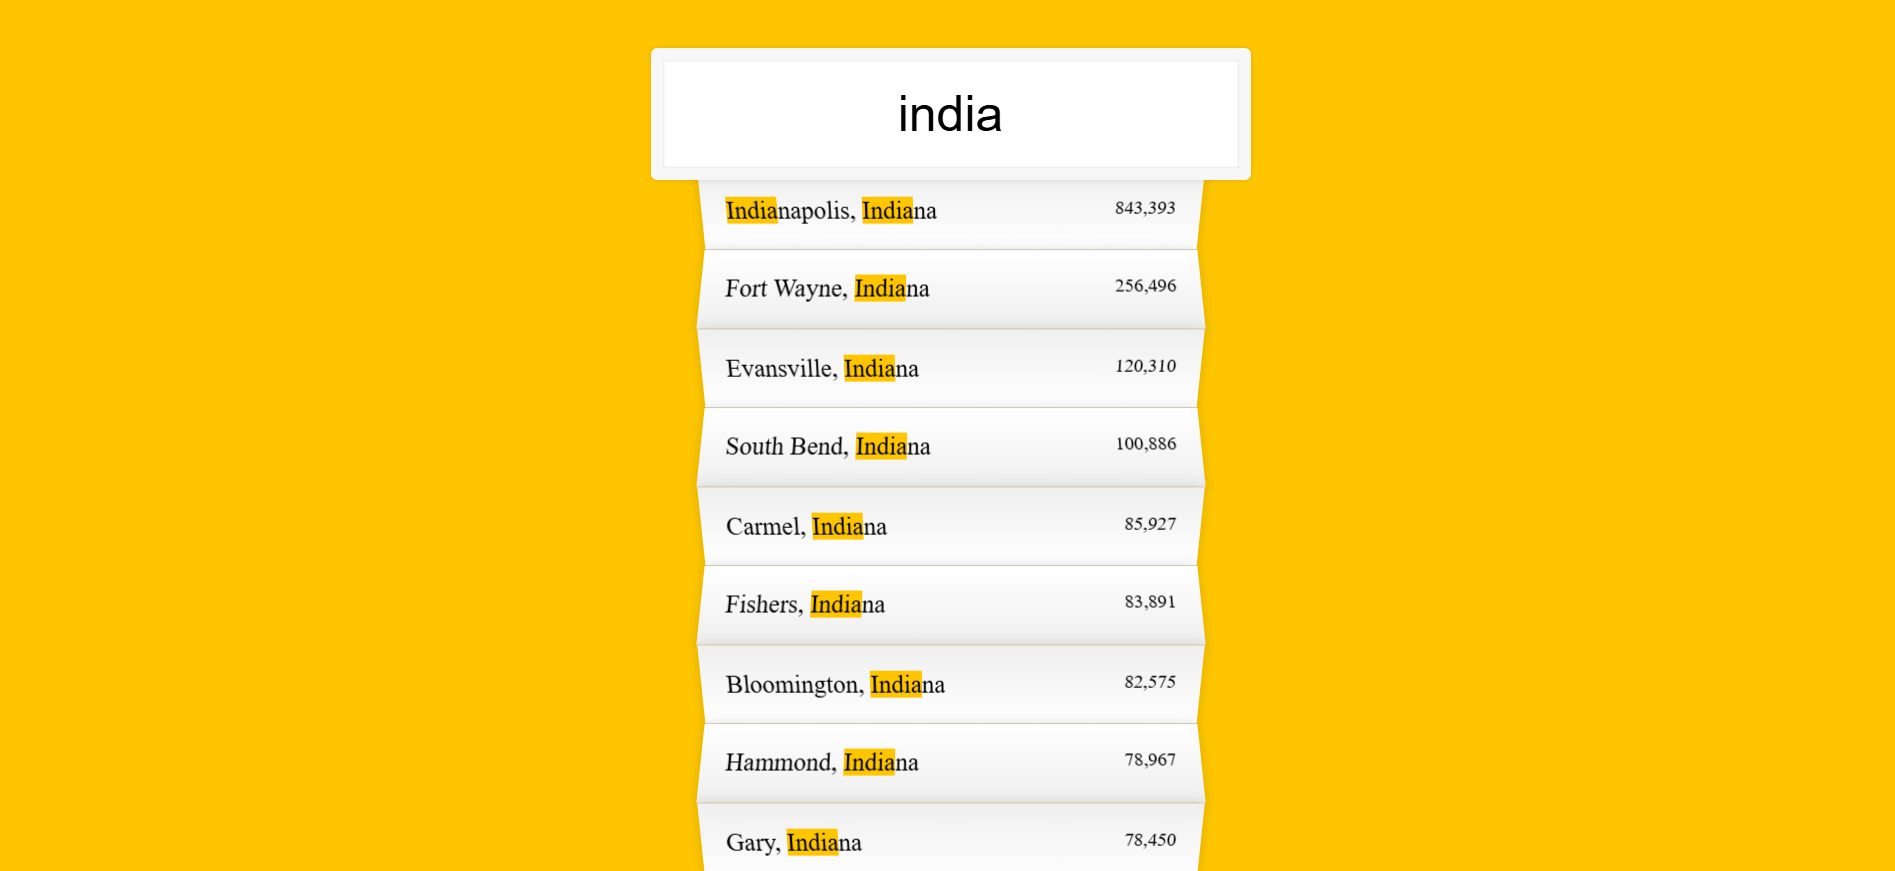 india
Indianapolis, Indiana 843,393
Fort Wayne, Indiana 256,496
Evansville, Indiana 120,310
South Bend, Indiana 100,886
Carmel, Indiana 85,927
Fishers, Indiana 83,891
Bloomington, Indiana 82,575
Hammond, Indiana 78,967
Gary, Indiana 78,450